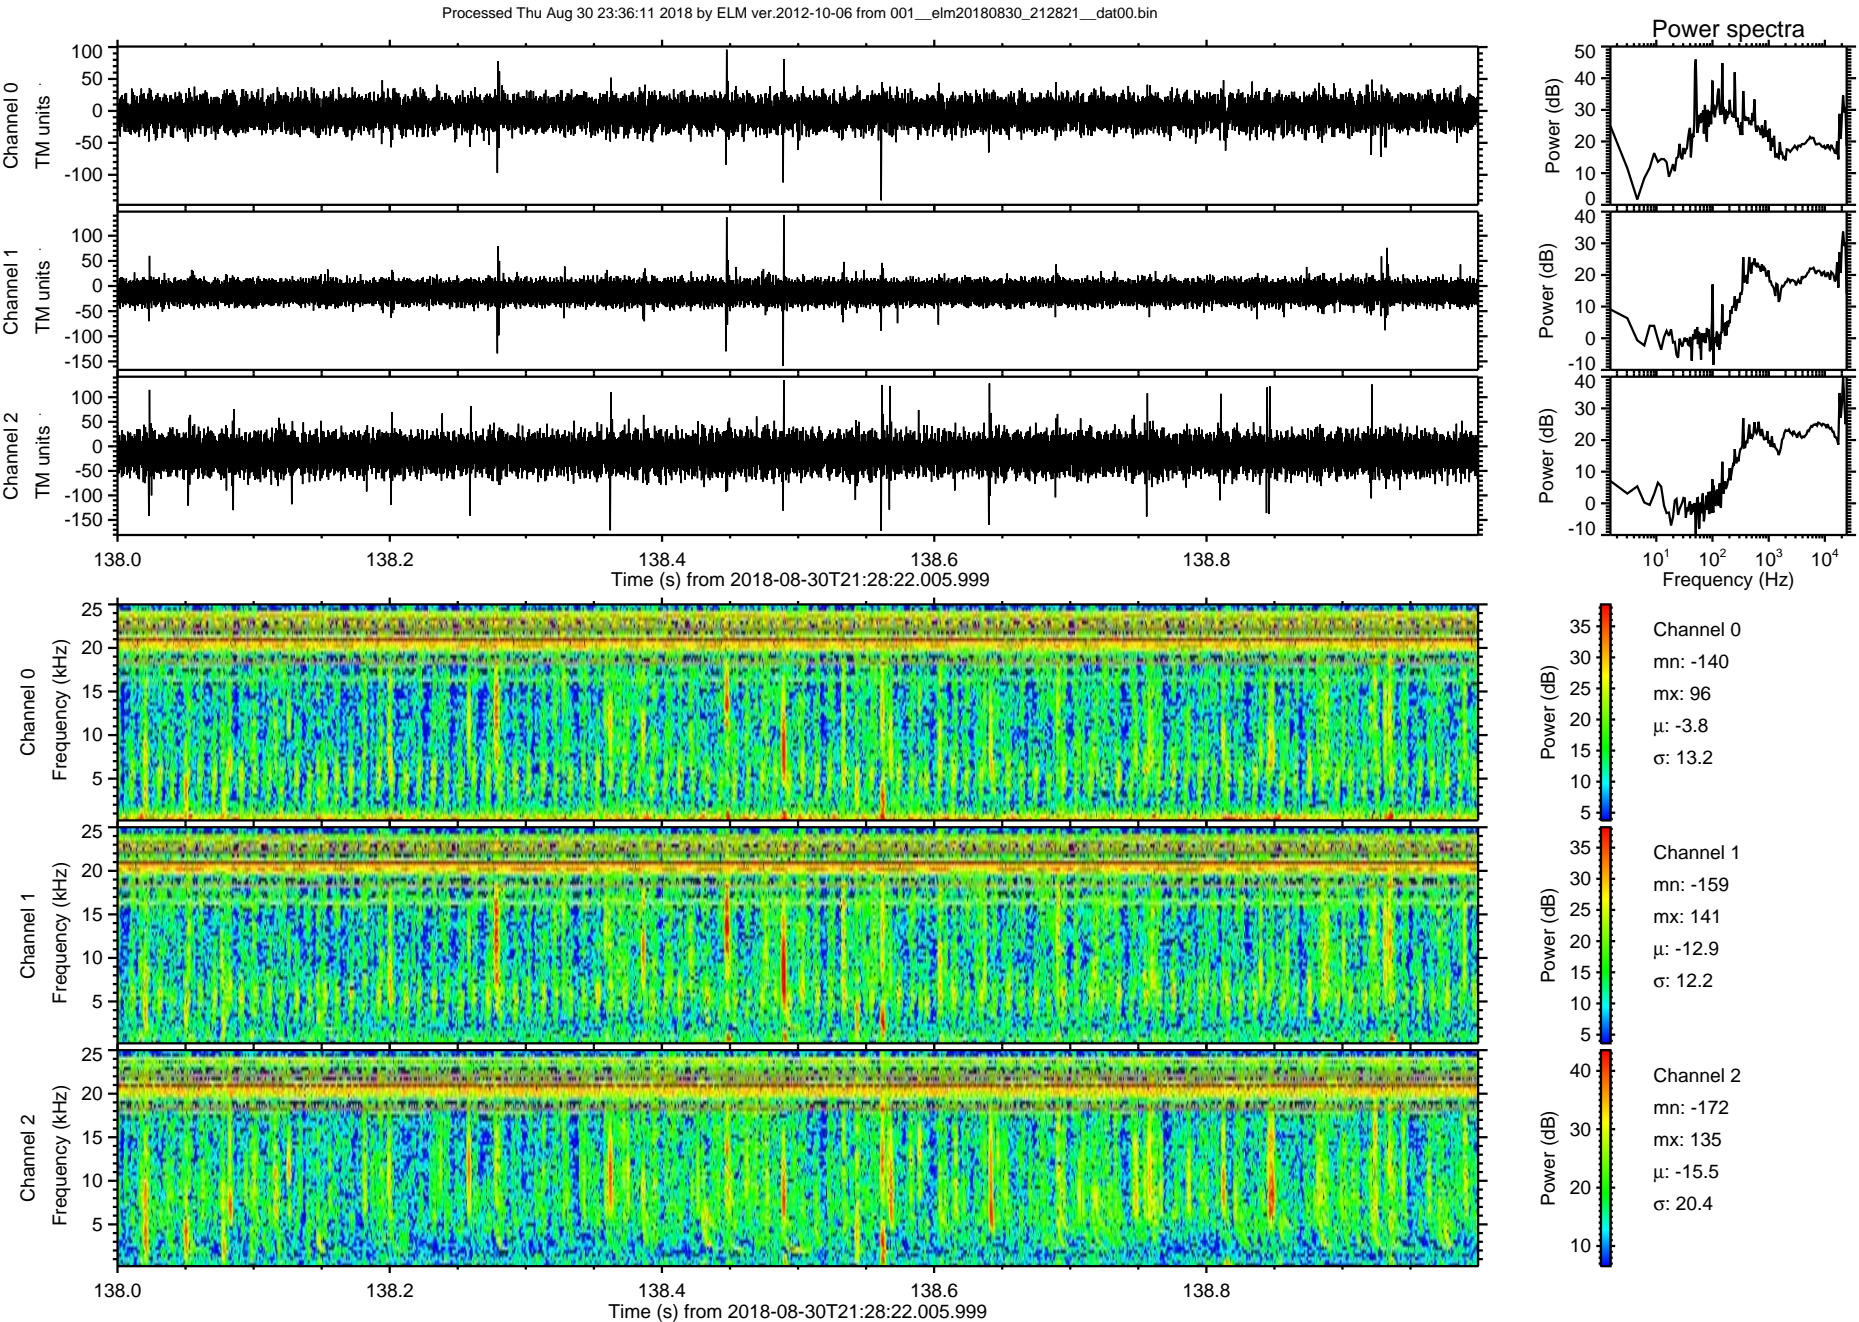 Processed Thu Aug 30 23:36:11 2018 by ELM ver.2012-10-06 from 001__elm20180830_212821__dat00.bin
Power spectra
Channel 0
TM units
100
50
0
-50
-100
Power (dB)
50
40
30
20
10
0
Channel 1
TM units
100
50
0
-50
-100
-150
Power (dB)
40
30
20
10
0
-10
Channel 2
TM units
100
50
0
-50
-100
-150
Power (dB)
40
30
20
10
0
-10
138.0 138.2 138.4 138.6 138.8
Time (s) from 2018-08-30T21:28:22.005.999
10¹ 10² 10³ 10⁴
Frequency (Hz)
Channel 0
Frequency (kHz)
25
20
15
10
5
Power (dB)
35
30
25
20
15
10
5
Channel 0
mn: -140
mx: 96
μ: -3.8
σ: 13.2
Channel 1
Frequency (kHz)
25
20
15
10
5
Power (dB)
35
30
25
20
15
10
5
Channel 1
mn: -159
mx: 141
μ: -12.9
σ: 12.2
Channel 2
Frequency (kHz)
25
20
15
10
5
Power (dB)
40
30
20
10
Channel 2
mn: -172
mx: 135
μ: -15.5
σ: 20.4
138.0 138.2 138.4 138.6 138.8
Time (s) from 2018-08-30T21:28:22.005.999